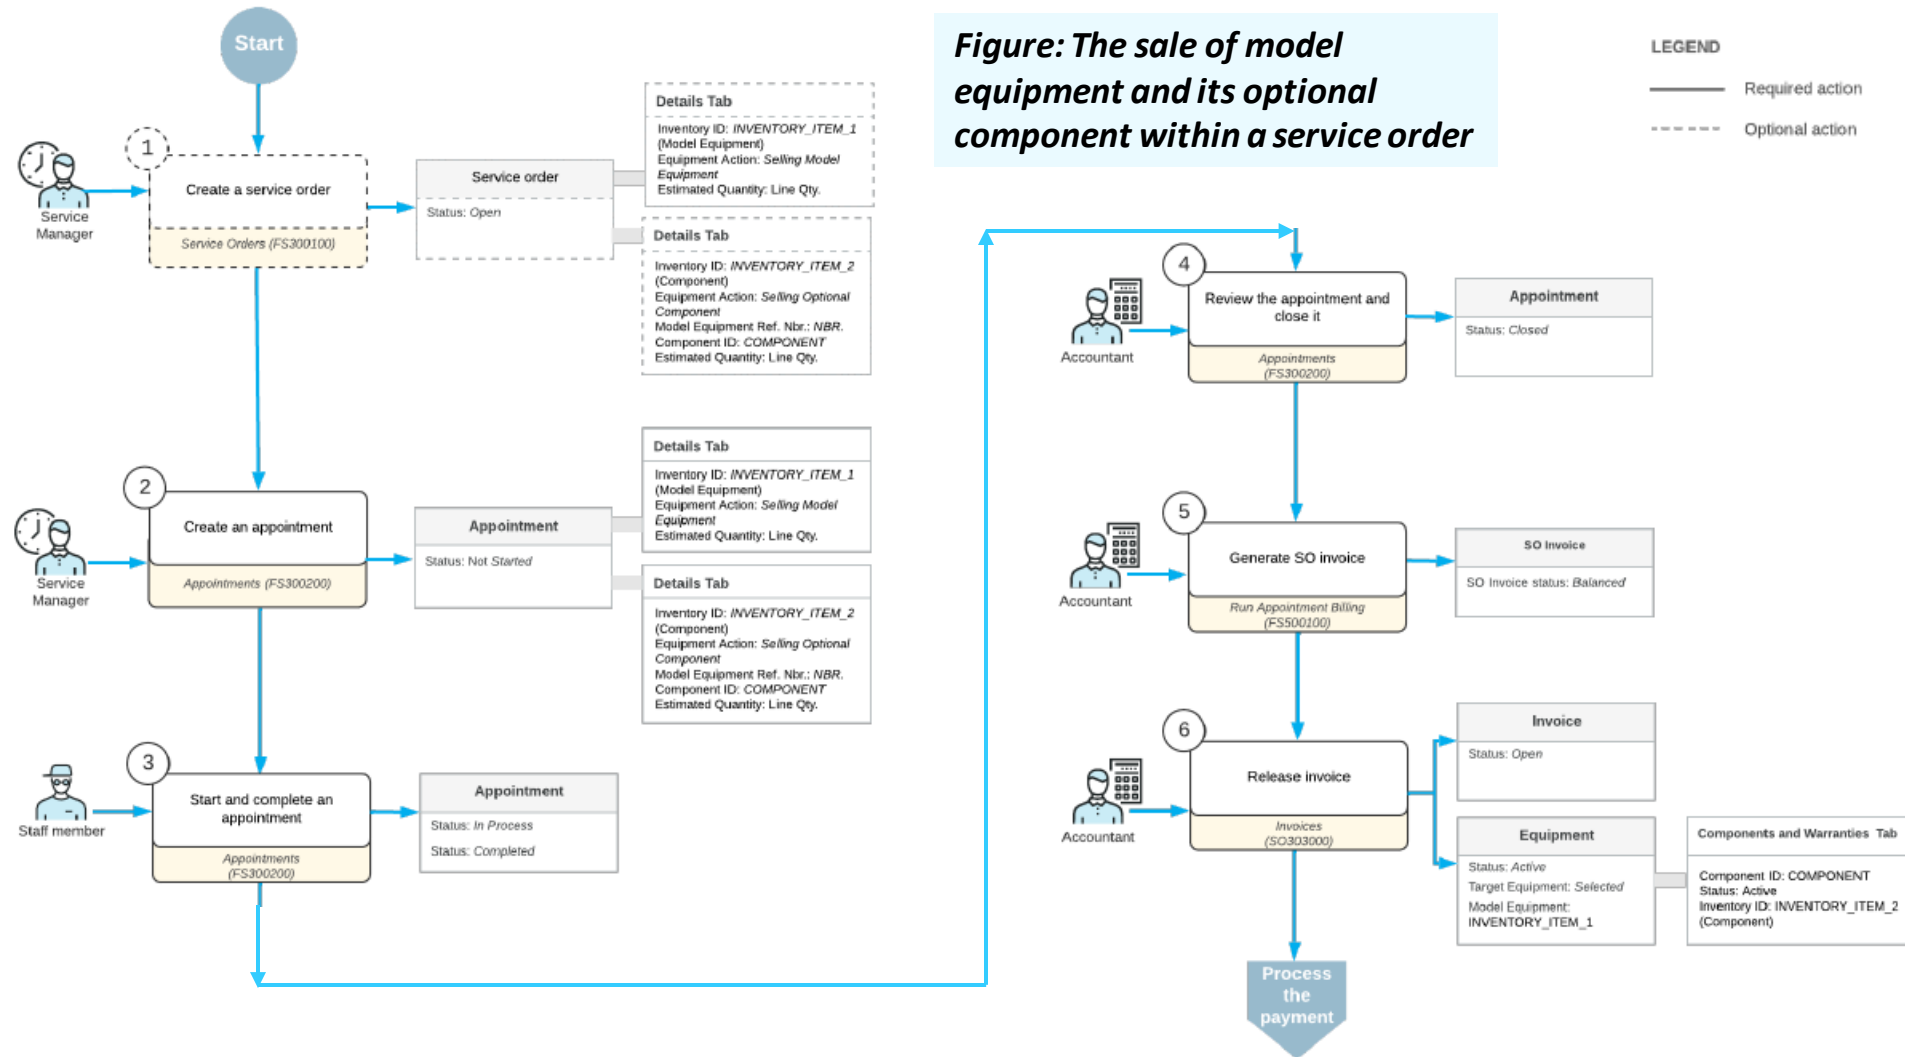 Start
Figure: The sale of model
equipment and its optional
component within a service order
LEGEND
Required action
Optional action
1
Create a service order
Service Orders (FS300100)
Service
Manager
Service order
Status: Open
Details Tab
Inventory ID: INVENTORY_ITEM_1
(Model Equipment)
Equipment Action: Selling Model
Equipment
Estimated Quantity: Line Qty.
Details Tab
Inventory ID: INVENTORY_ITEM_2
(Component)
Equipment Action: Selling Optional
Component
Model Equipment Ref. Nbr.: NBR.
Component ID: COMPONENT
Estimated Quantity: Line Qty.
2
Create an appointment
Appointments (FS300200)
Service
Manager
Appointment
Status: Not Started
Details Tab
Inventory ID: INVENTORY_ITEM_1
(Model Equipment)
Equipment Action: Selling Model
Equipment
Estimated Quantity: Line Qty.
Details Tab
Inventory ID: INVENTORY_ITEM_2
(Component)
Equipment Action: Selling Optional
Component
Model Equipment Ref. Nbr.: NBR.
Component ID: COMPONENT
Estimated Quantity: Line Qty.
3
Start and complete an
appointment
Appointments
(FS300200)
Staff member
Appointment
Status: In Process
Status: Completed
4
Review the appointment and
close it
Appointments
(FS300200)
Accountant
Appointment
Status: Closed
5
Generate SO invoice
Run Appointment Billing
(FS500100)
Accountant
SO Invoice
SO Invoice status: Balanced
6
Release invoice
Invoices
(SO303000)
Accountant
Invoice
Status: Open
Equipment
Status: Active
Target Equipment: Selected
Model Equipment:
INVENTORY_ITEM_1
Components and Warranties Tab
Component ID: COMPONENT
Status: Active
Inventory ID: INVENTORY_ITEM_2
(Component)
Process
the
payment